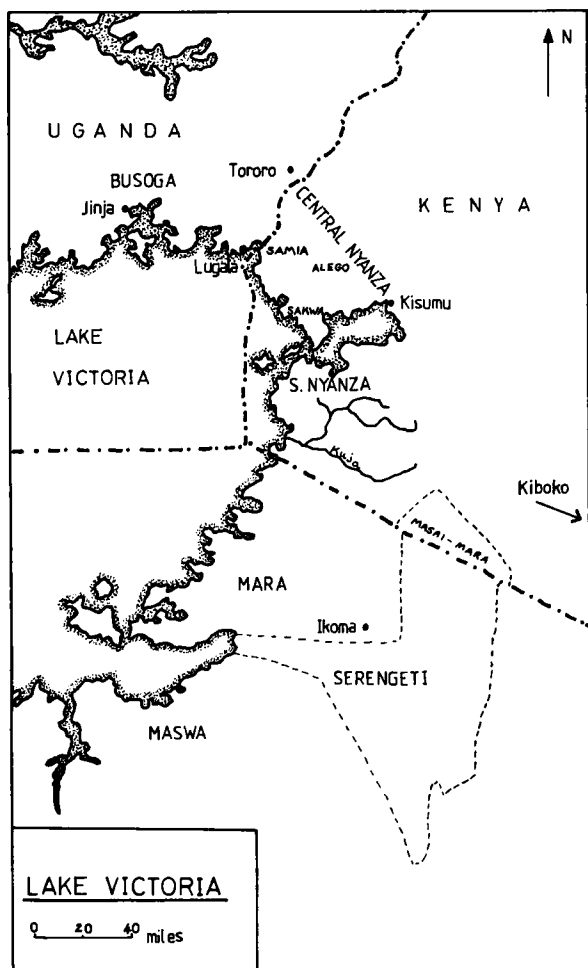 N
UGANDA
Tororo
BUSOGA
Jinja
KENYA
CENTRAL NYANZA
SAMIA
Lugala
ALEGO
SAKWA
Kisumu
LAKE
VICTORIA
S. NYANZA
Kuja
Kiboko
MASAI-MARA
MARA
Ikoma
SERENGETI
MASWA
LAKE VICTORIA
0 20 40 miles